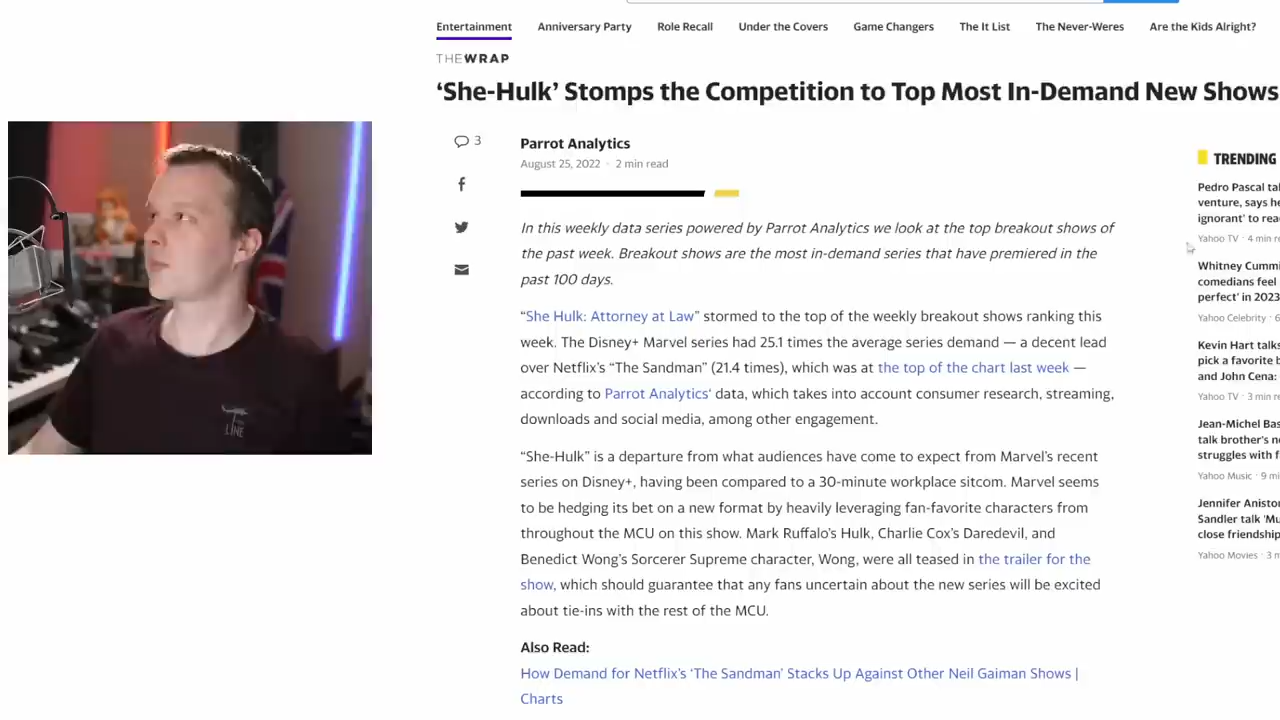 Entertainment Anniversary Party Role Recall Under the Covers Game Changers The It List The Never-Weres Are the Kids Alright?
THEWRAP
‘She-Hulk’ Stomps the Competition to Top Most In-Demand New Shows
3
Parrot Analytics
August 25, 2022 · 2 min read
In this weekly data series powered by Parrot Analytics we look at the top breakout shows of
the past week. Breakout shows are the most in-demand series that have premiered in the
past 100 days.
“She Hulk: Attorney at Law” stormed to the top of the weekly breakout shows ranking this
week. The Disney+ Marvel series had 25.1 times the average series demand — a decent lead
over Netflix’s “The Sandman” (21.4 times), which was at the top of the chart last week —
according to Parrot Analytics‘ data, which takes into account consumer research, streaming,
downloads and social media, among other engagement.
“She-Hulk” is a departure from what audiences have come to expect from Marvel’s recent
series on Disney+, having been compared to a 30-minute workplace sitcom. Marvel seems
to be hedging its bet on a new format by heavily leveraging fan-favorite characters from
throughout the MCU on this show. Mark Ruffalo’s Hulk, Charlie Cox’s Daredevil, and
Benedict Wong’s Sorcerer Supreme character, Wong, were all teased in the trailer for the
show, which should guarantee that any fans uncertain about the new series will be excited
about tie-ins with the rest of the MCU.
Also Read:
How Demand for Netflix’s ‘The Sandman’ Stacks Up Against Other Neil Gaiman Shows |
Charts
TRENDING
Pedro Pascal tal
venture, says he
ignorant' to rea
Yahoo TV · 4 min re
Whitney Cummi
comedians feel
perfect' in 2023
Yahoo Celebrity · 6
Kevin Hart talks
pick a favorite b
and John Cena:
Yahoo TV · 3 min re
Jean-Michel Bas
talk brother's n
struggles with f
Yahoo Music · 9 mi
Jennifer Anisto
Sandler talk 'Mu
close friendship
Yahoo Movies · 3 m
LINE